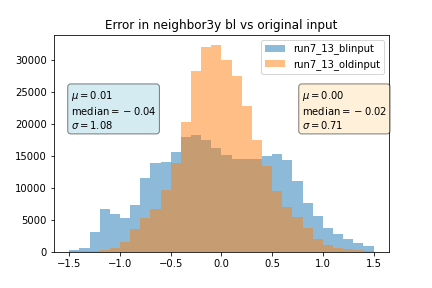 Error in neighbor3y bl vs original input
30000
25000
20000
15000
10000
5000
0
μ = 0.01
median = −0.04
σ = 1.08
run7_13_blinput
run7_13_oldinput
μ = 0.00
median = −0.02
σ = 0.71
−1.5 −1.0 −0.5 0.0 0.5 1.0 1.5